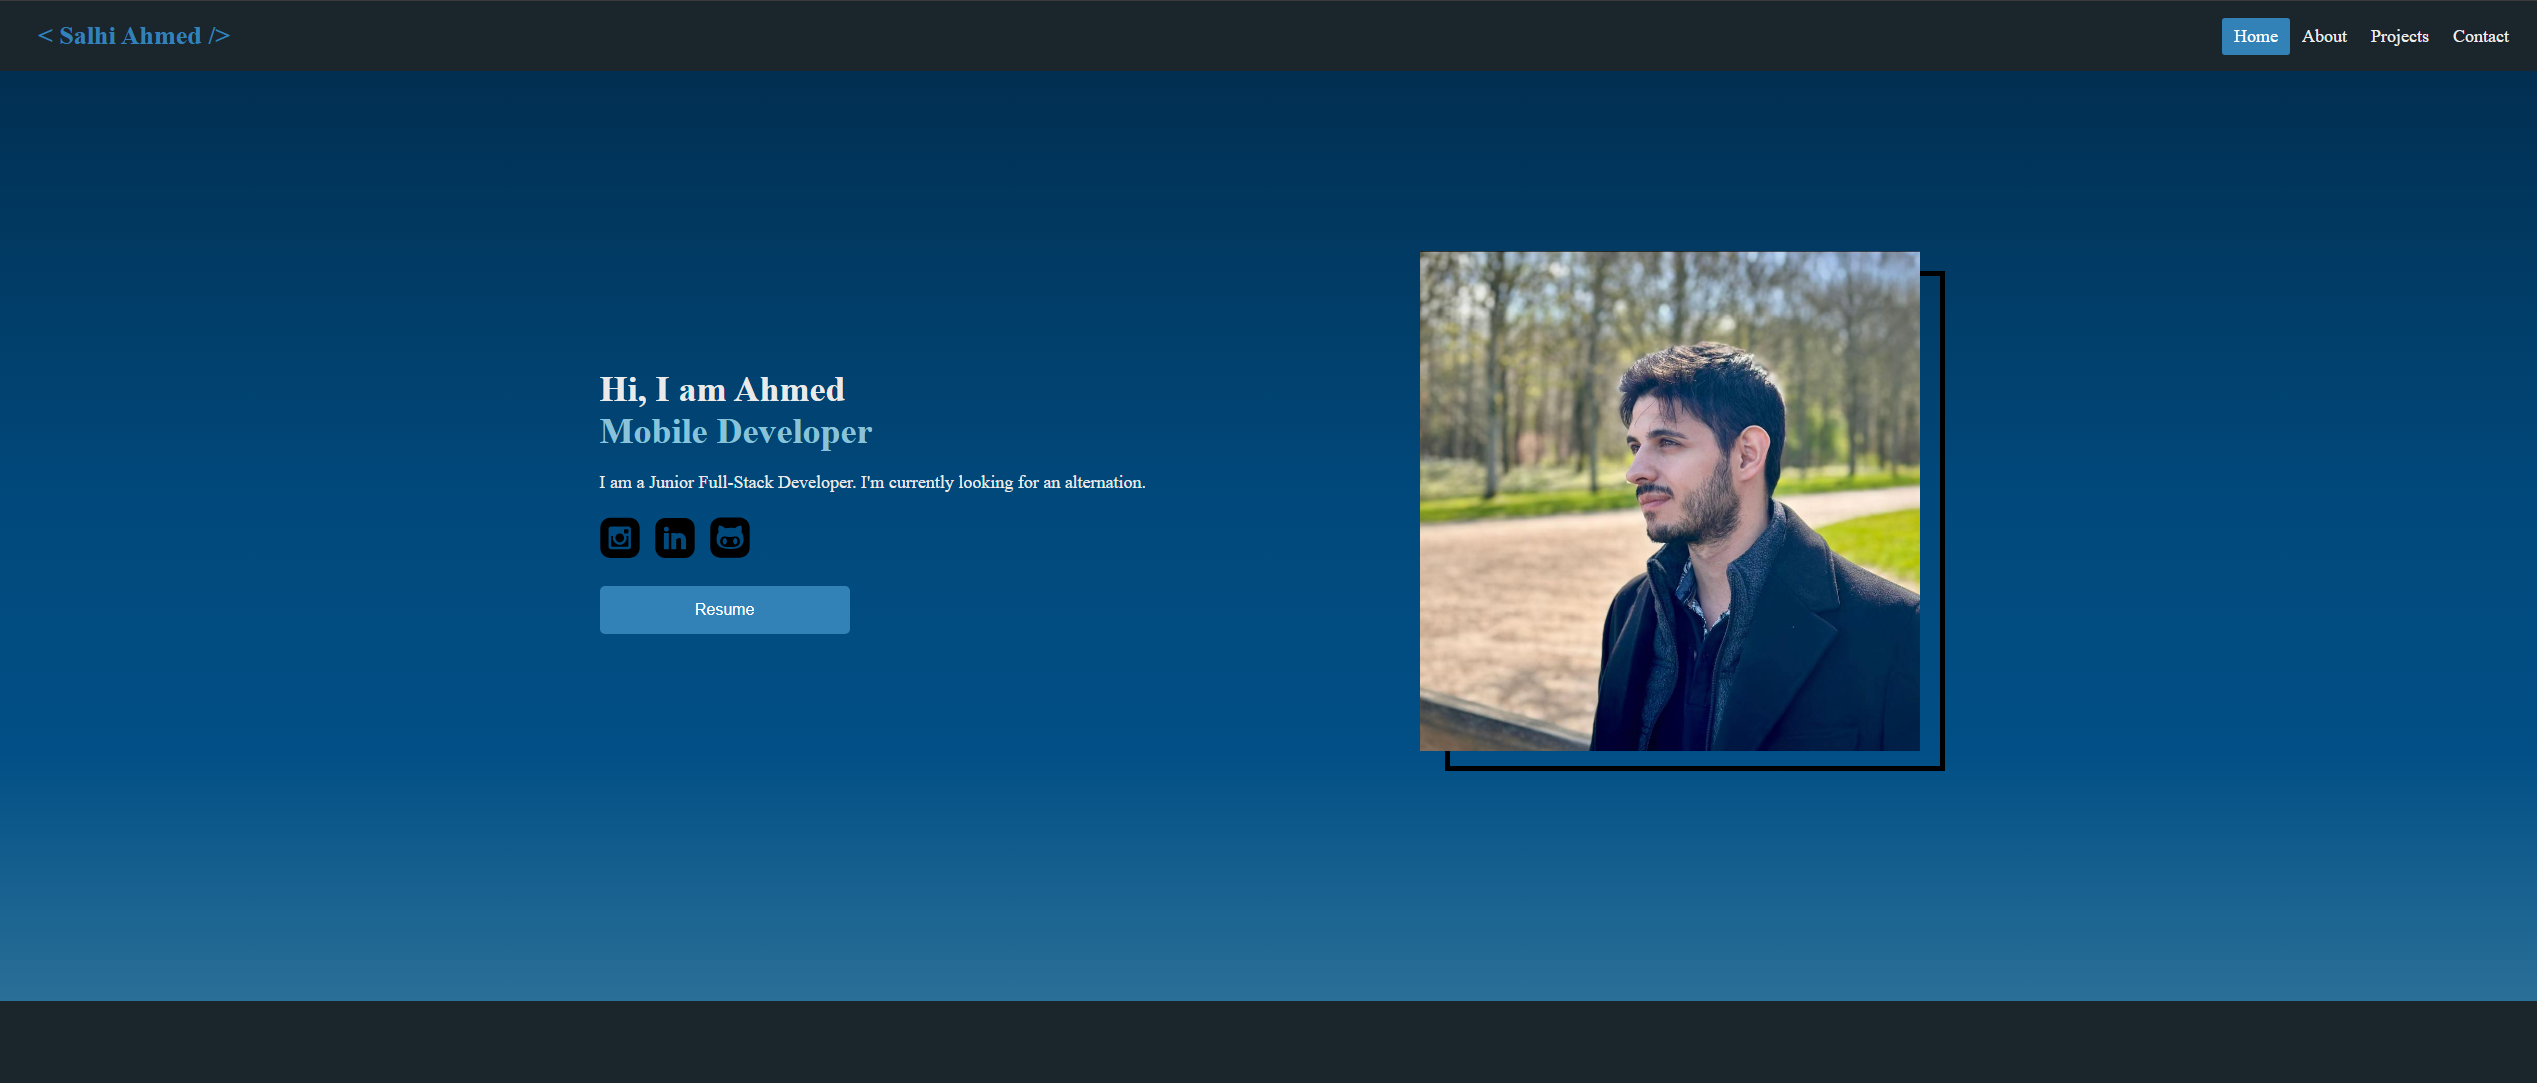 < Salhi Ahmed />
Home About Projects Contact
Hi, I am Ahmed
Mobile Developer
I am a Junior Full-Stack Developer. I'm currently looking for an alternation.
in
Resume